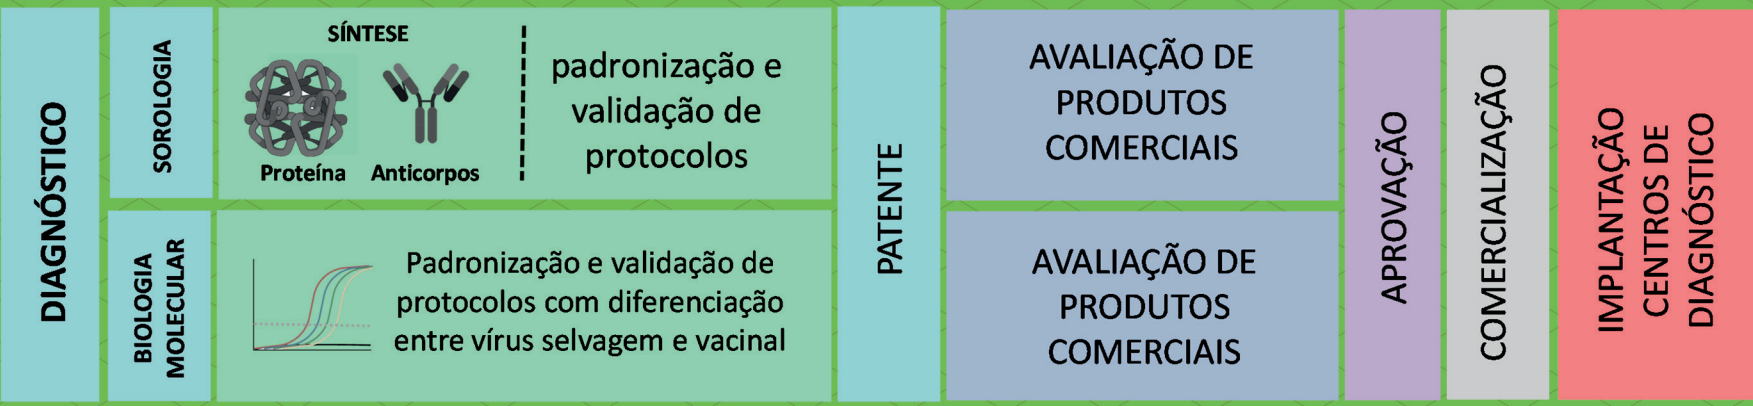 DIAGNÓSTICO
SOROLOGIA
SÍNTESE
Proteína
Anticorpos
padronização e
validação de
protocolos
BIOLOGIA
MOLECULAR
Padronização e validação de
protocolos com diferenciação
entre vírus selvagem e vacinal
PATENTE
AVALIAÇÃO DE
PRODUTOS
COMERCIAIS
AVALIAÇÃO DE
PRODUTOS
COMERCIAIS
APROVAÇÃO
COMERCIALIZAÇÃO
IMPLANTAÇÃO
CENTROS DE
DIAGNÓSTICO